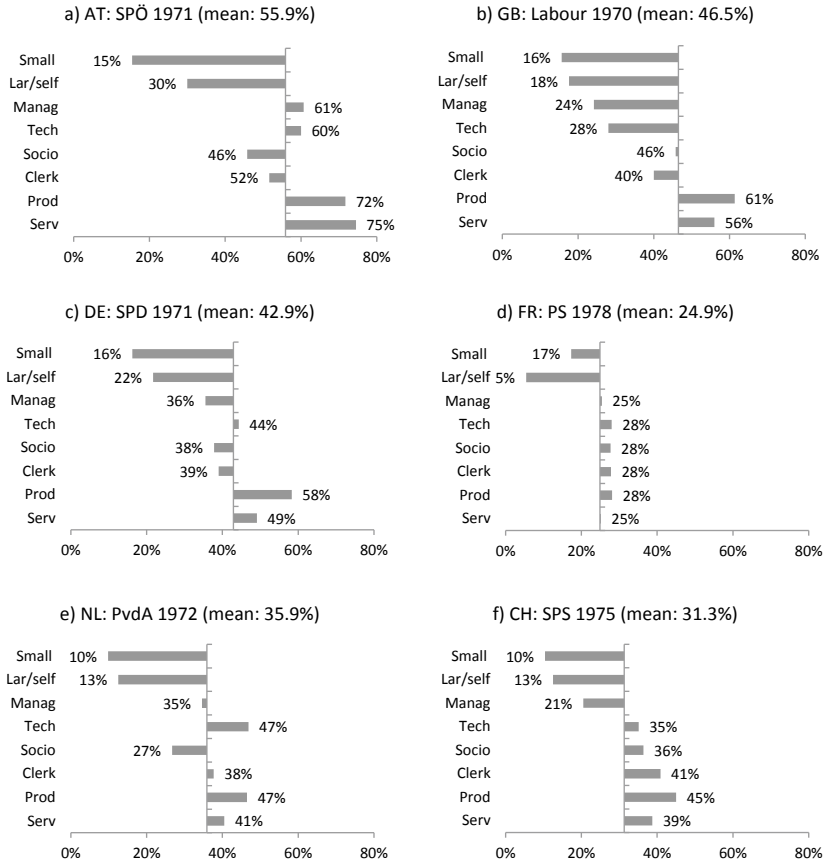 a) AT: SPÖ 1971 (mean: 55.9%)
Small 15%
Lar/self 30%
Manag 61%
Tech 60%
Socio 46%
Clerk 52%
Prod 72%
Serv 75%
0% 20% 40% 60% 80%
b) GB: Labour 1970 (mean: 46.5%)
Small 16%
Lar/self 18%
Manag 24%
Tech 28%
Socio 46%
Clerk 40%
Prod 61%
Serv 56%
0% 20% 40% 60% 80%
c) DE: SPD 1971 (mean: 42.9%)
Small 16%
Lar/self 22%
Manag 36%
Tech 44%
Socio 38%
Clerk 39%
Prod 58%
Serv 49%
0% 20% 40% 60% 80%
d) FR: PS 1978 (mean: 24.9%)
Small 17%
Lar/self 5%
Manag 25%
Tech 28%
Socio 28%
Clerk 28%
Prod 28%
Serv 25%
0% 20% 40% 60% 80%
e) NL: PvdA 1972 (mean: 35.9%)
Small 10%
Lar/self 13%
Manag 35%
Tech 47%
Socio 27%
Clerk 38%
Prod 47%
Serv 41%
0% 20% 40% 60% 80%
f) CH: SPS 1975 (mean: 31.3%)
Small 10%
Lar/self 13%
Manag 21%
Tech 35%
Socio 36%
Clerk 41%
Prod 45%
Serv 39%
0% 20% 40% 60% 80%